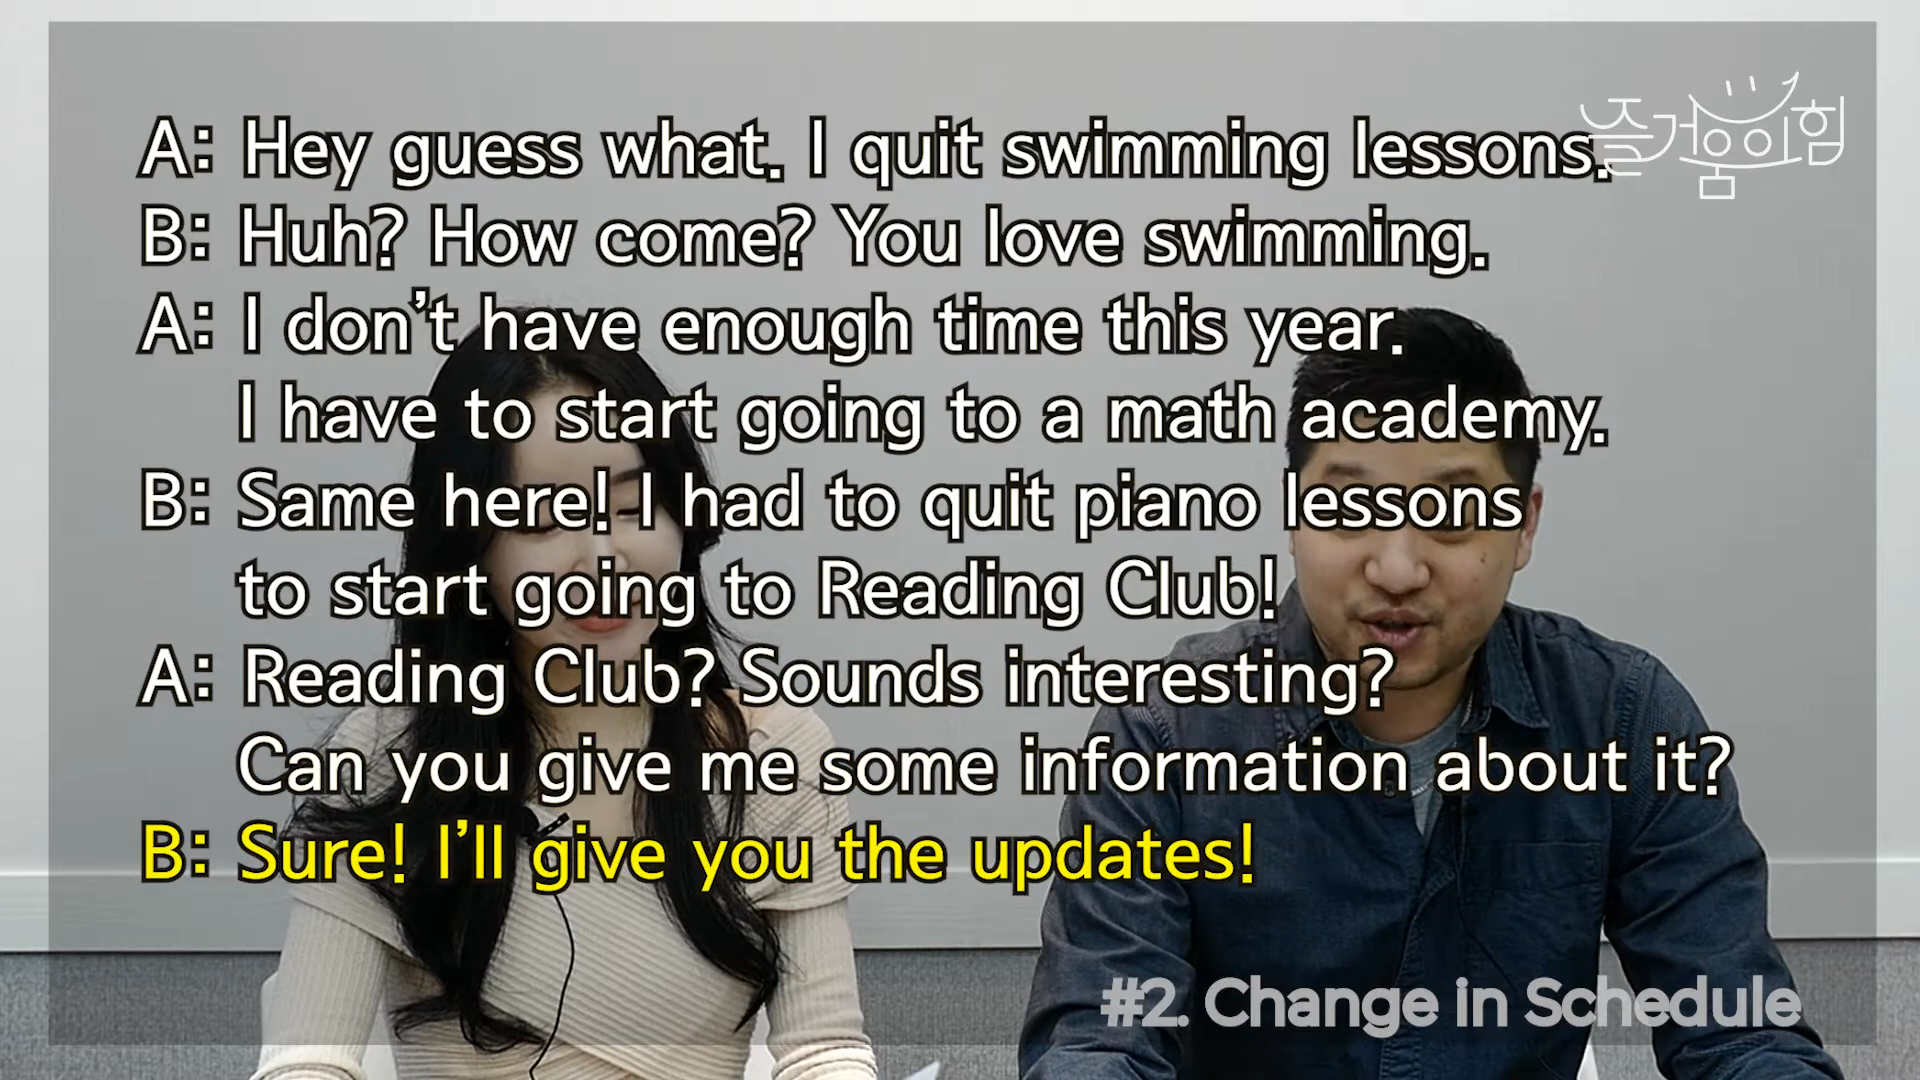 즐거움의힘
A: Hey guess what. I quit swimming lessons.
B: Huh? How come? You love swimming.
A: I don't have enough time this year.
I have to start going to a math academy.
B: Same here! I had to quit piano lessons
to start going to Reading Club!
A: Reading Club? Sounds interesting?
Can you give me some information about it?
B: Sure! I'll give you the updates!
#2. Change in Schedule